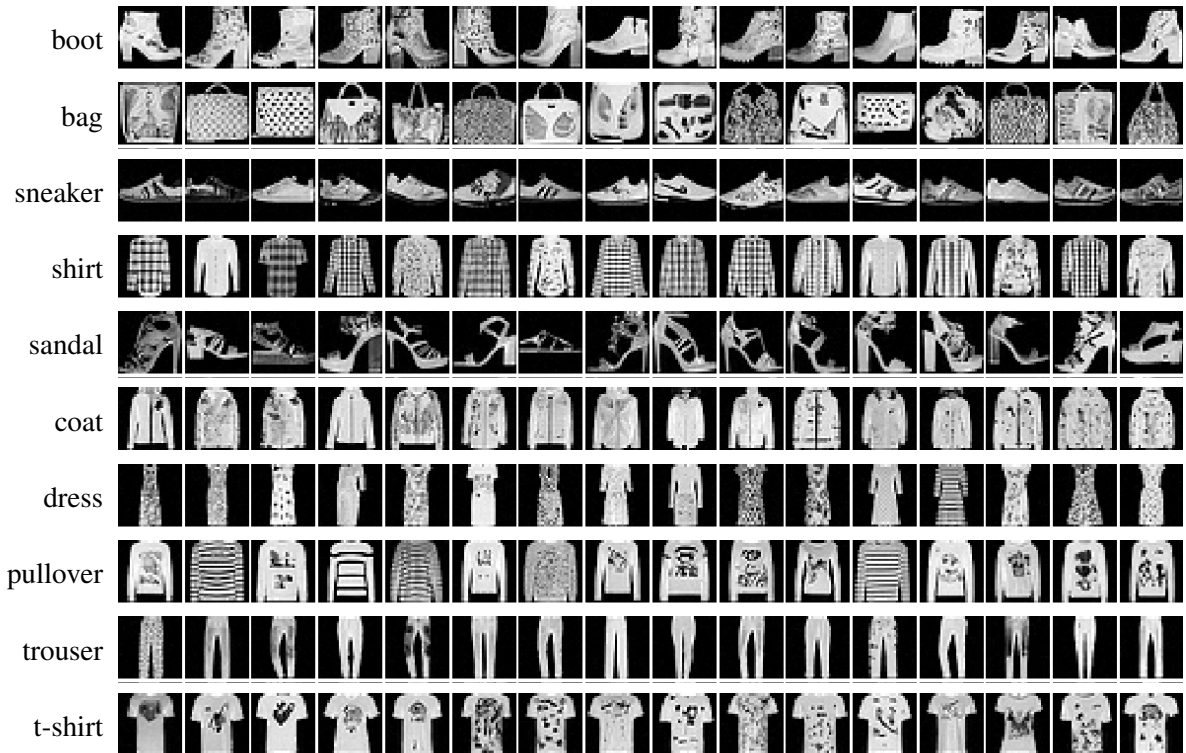 boot
bag
sneaker
shirt
sandal
coat
dress
pullover
trouser
t-shirt